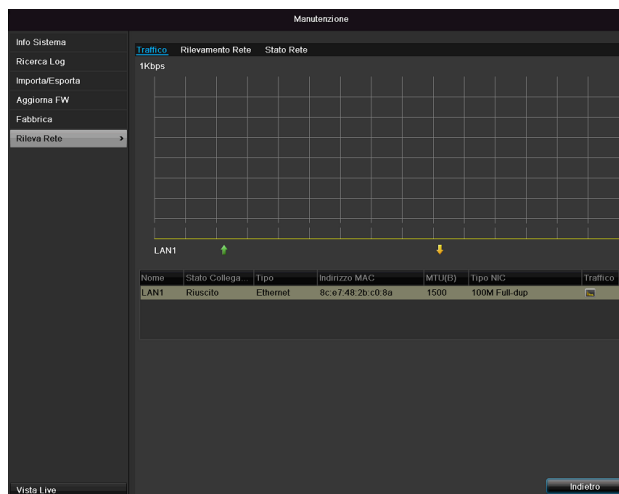 Manutenzione
Info Sistema
Ricerca Log
Importa/Esporta
Aggiorna FW
Fabbrica
Rileva Rete >
Traffico Rilevamento Rete Stato Rete
1Kbps
LAN1
Nome Stato Collega... Tipo Indirizzo MAC MTU(B) Tipo NIC Traffico
LAN1 Riuscito Ethernet 8c:e7:48:2b:c0:8a 1500 100M Full-dup
Vista Live
Indietro